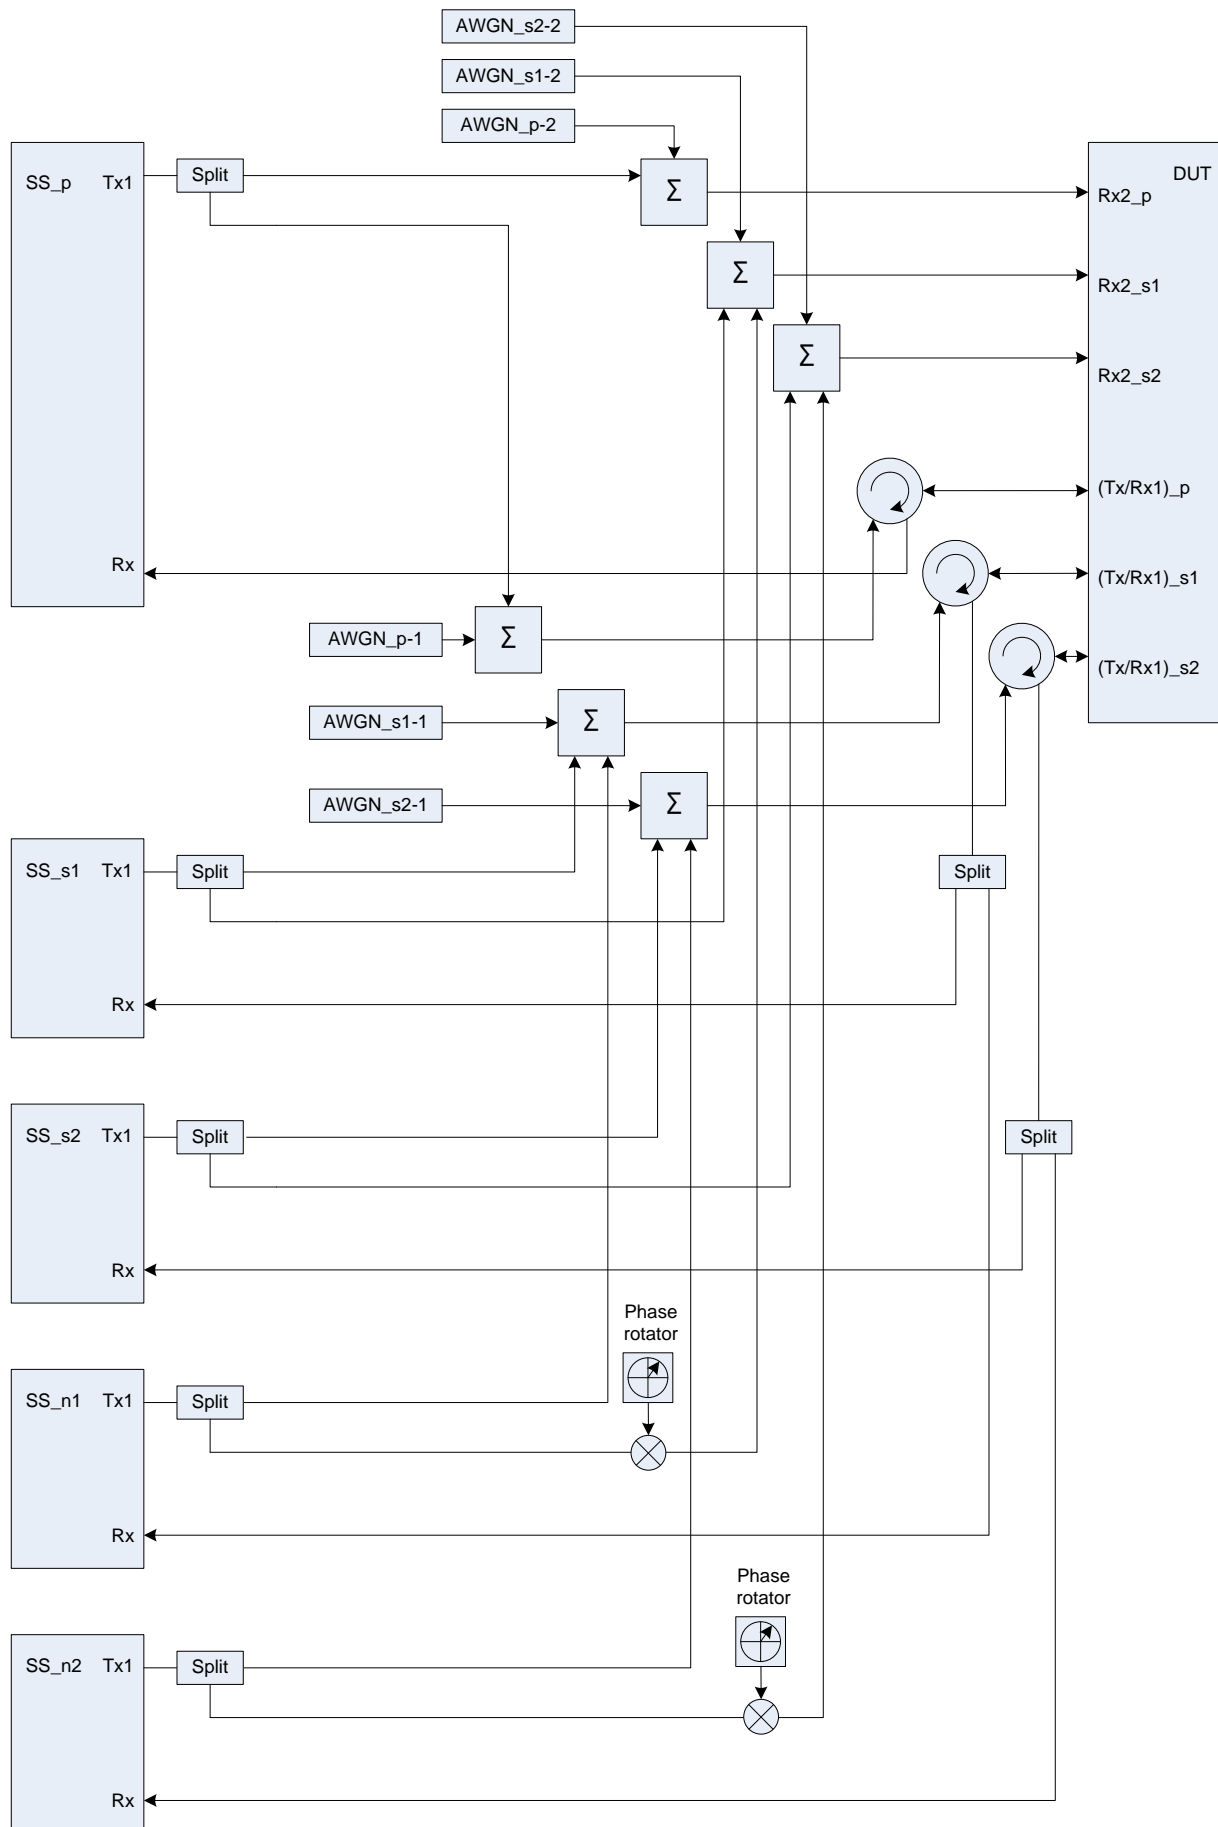 AWGN_s2-2
AWGN_s1-2
AWGN_p-2
SS_p Tx1
Split
Σ
DUT
Rx2_p
Σ
Rx2_s1
Σ
Rx2_s2
(Tx/Rx1)_p
Rx
(Tx/Rx1)_s1
AWGN_p-1
Σ
(Tx/Rx1)_s2
AWGN_s1-1
Σ
AWGN_s2-1
Σ
SS_s1 Tx1
Split
Split
Rx
SS_s2 Tx1
Split
Split
Rx
Phase
rotator
SS_n1 Tx1
Split
Rx
Phase
rotator
SS_n2 Tx1
Split
Rx